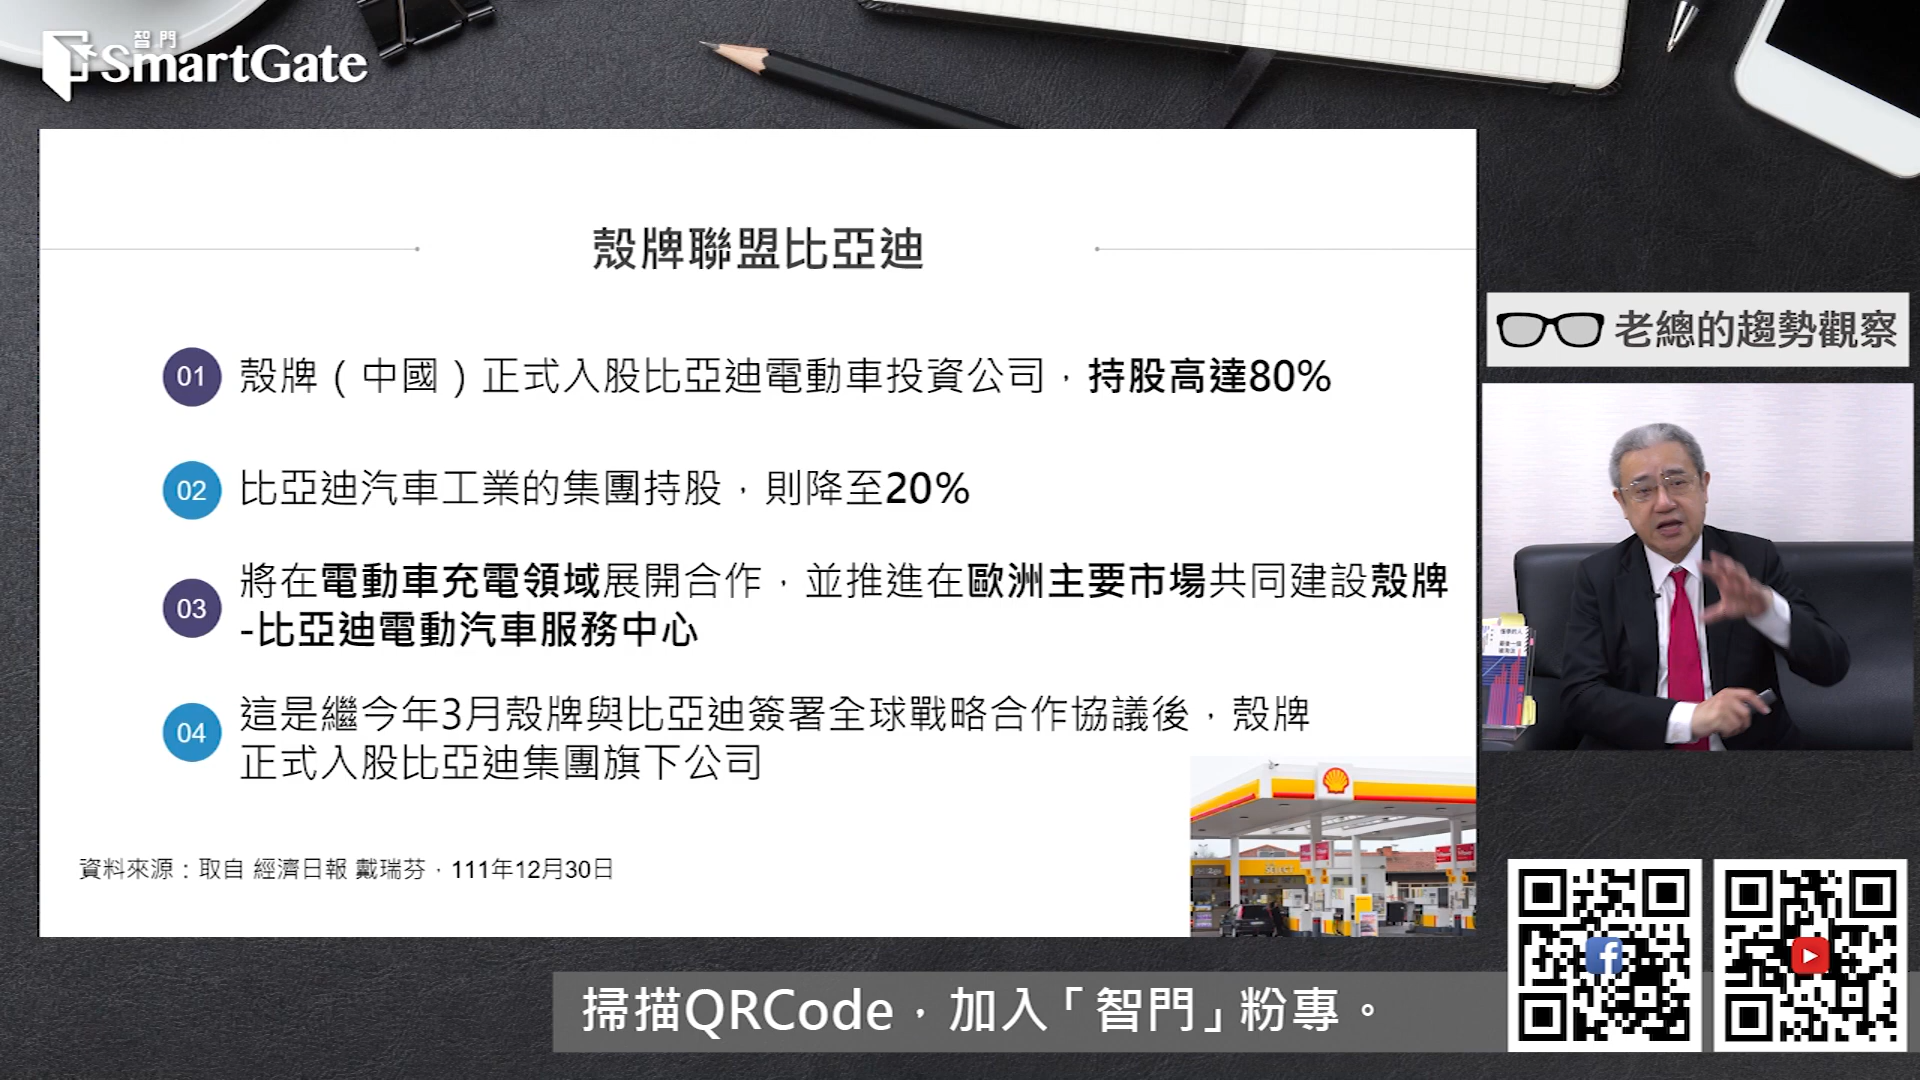 智門
SmartGate
殼牌聯盟比亞迪
01 殼牌（中國）正式入股比亞迪電動車投資公司，持股高達80%
02 比亞迪汽車工業的集團持股，則降至20%
03 將在電動車充電領域展開合作，並推進在歐洲主要市場共同建設殼牌
-比亞迪電動汽車服務中心
04 這是繼今年3月殼牌與比亞迪簽署全球戰略合作協議後，殼牌
正式入股比亞迪集團旗下公司
資料來源：取自 經濟日報 戴瑞芬，111年12月30日
老總的趨勢觀察
掃描QRCode，加入「智門」粉專。